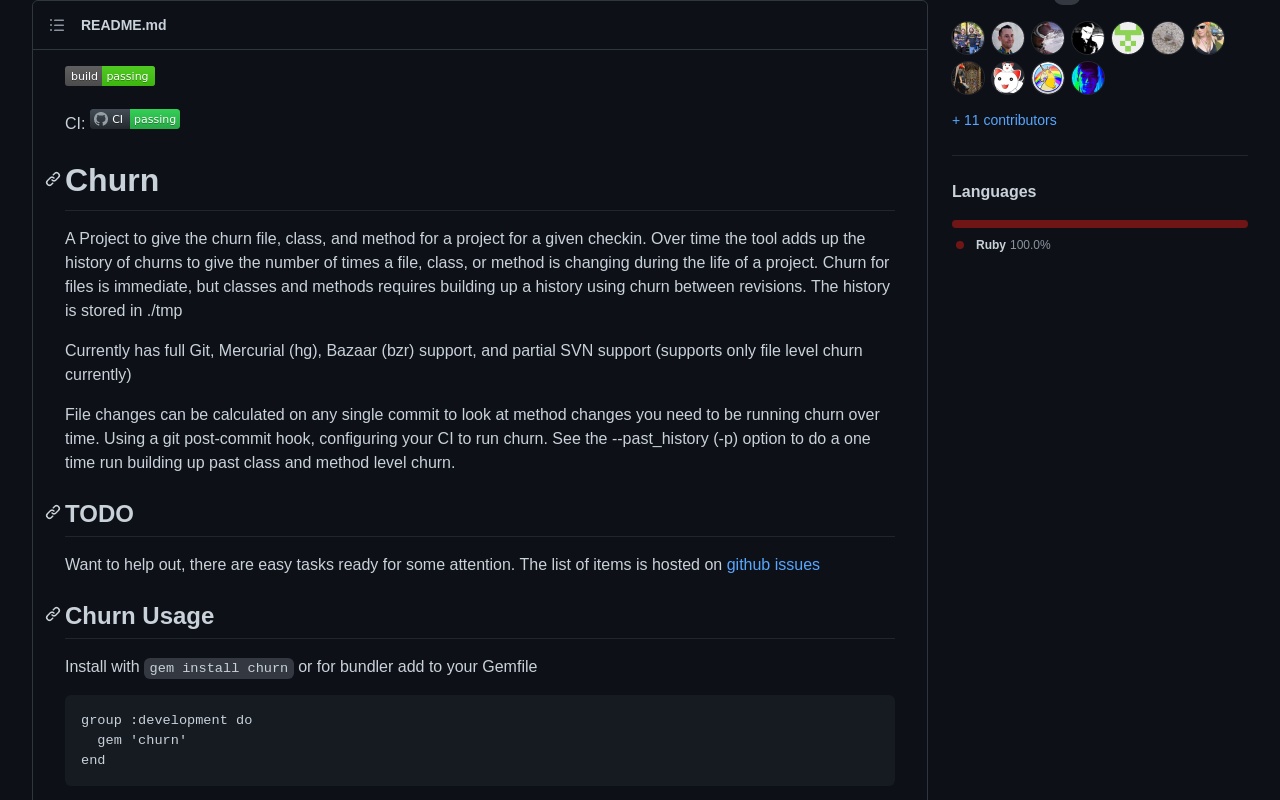 README.md
build passing
CI: CI passing
Churn
A Project to give the churn file, class, and method for a project for a given checkin. Over time the tool adds up the
history of churns to give the number of times a file, class, or method is changing during the life of a project. Churn for
files is immediate, but classes and methods requires building up a history using churn between revisions. The history
is stored in ./tmp
Currently has full Git, Mercurial (hg), Bazaar (bzr) support, and partial SVN support (supports only file level churn
currently)
File changes can be calculated on any single commit to look at method changes you need to be running churn over
time. Using a git post-commit hook, configuring your CI to run churn. See the --past_history (-p) option to do a one
time run building up past class and method level churn.
TODO
Want to help out, there are easy tasks ready for some attention. The list of items is hosted on github issues
Churn Usage
Install with gem install churn or for bundler add to your Gemfile
group :development do
  gem 'churn'
end
+ 11 contributors
Languages
Ruby 100.0%